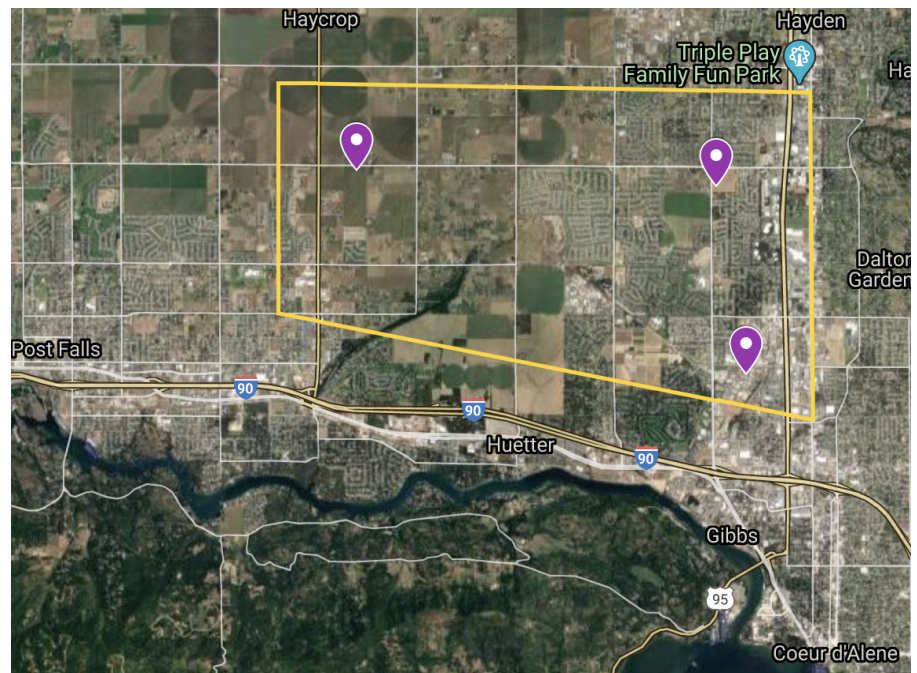 Haycrop
Hayden
Triple Play
Family Fun Park
Ha
Dalton
Garden
Post Falls
90
90
Huetter
90
Gibbs
95
Coeur d'Alene